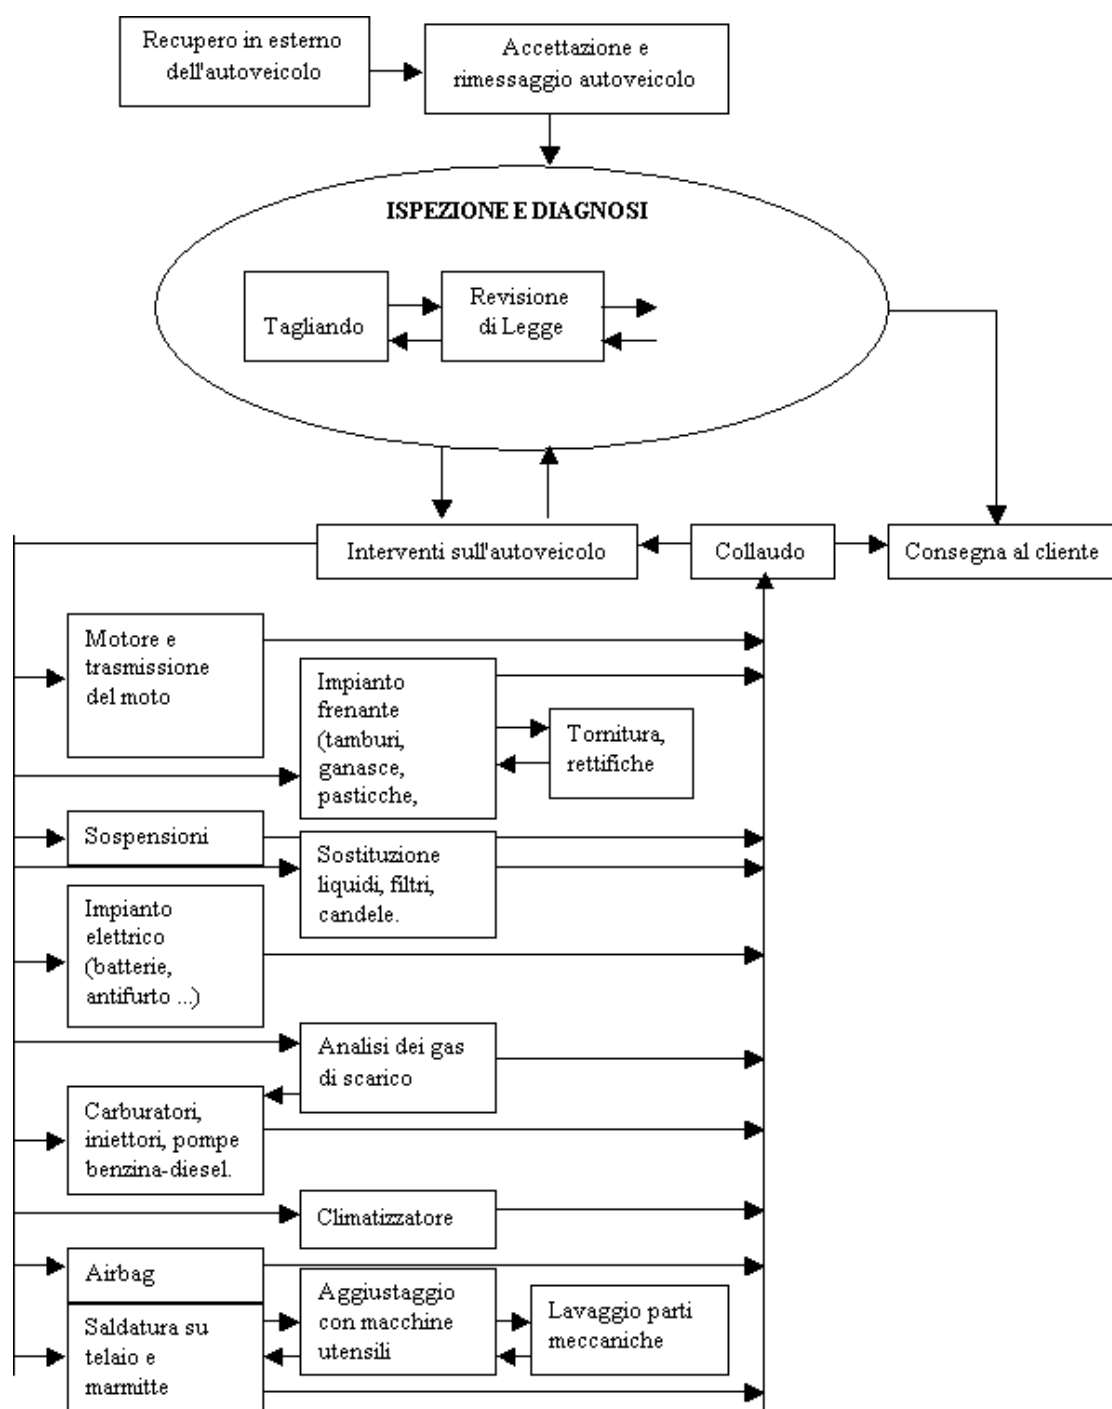 Recupero in esterno
dell'autoveicolo
Accettazione e
rimessaggio autoveicolo
ISPEZIONE E DIAGNOSI
Tagliando
Revisione
di Legge
Interventi sull'autoveicolo
Collaudo
Consegna al cliente
Motore e
trasmissione
del moto
Impianto
frenante
(tamburi,
ganasce,
pasticche,
Tornitura,
rettifiche
Sospensioni
Sostituzione
liquidi, filtri,
candele.
Impianto
elettrico
(batterie,
antifurto ...)
Analisi dei gas
di scarico
Carburatori,
iniettori, pompe
benzina-diesel.
Climatizzatore
Airbag
Aggiustaggio
con macchine
utensili
Lavaggio parti
meccaniche
Saldatura su
telaio e
marmitte